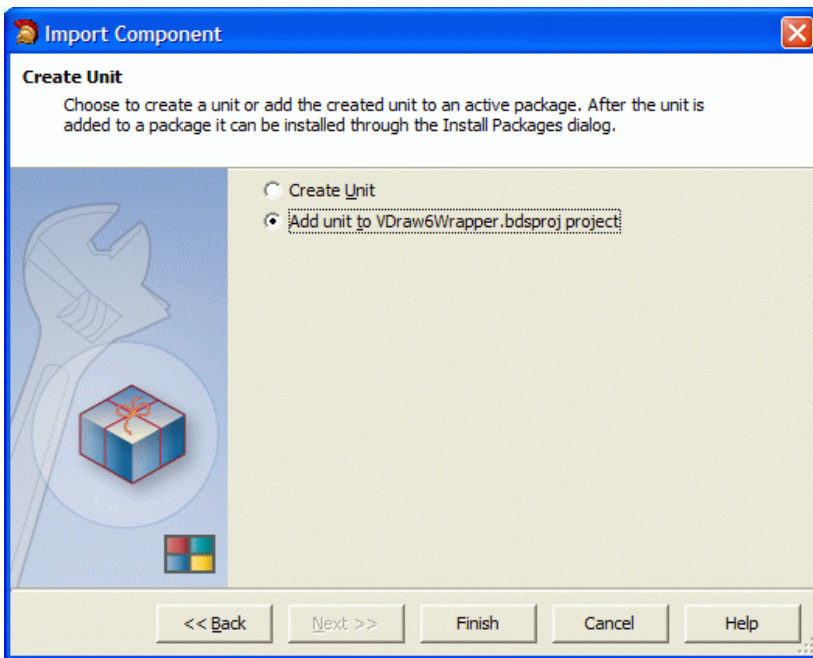 Import Component
Create Unit
Choose to create a unit or add the created unit to an active package. After the unit is
added to a package it can be installed through the Install Packages dialog.
Create Unit
Add unit to VDraw6Wrapper.bdsproj project
<< Back
Next >>
Finish
Cancel
Help